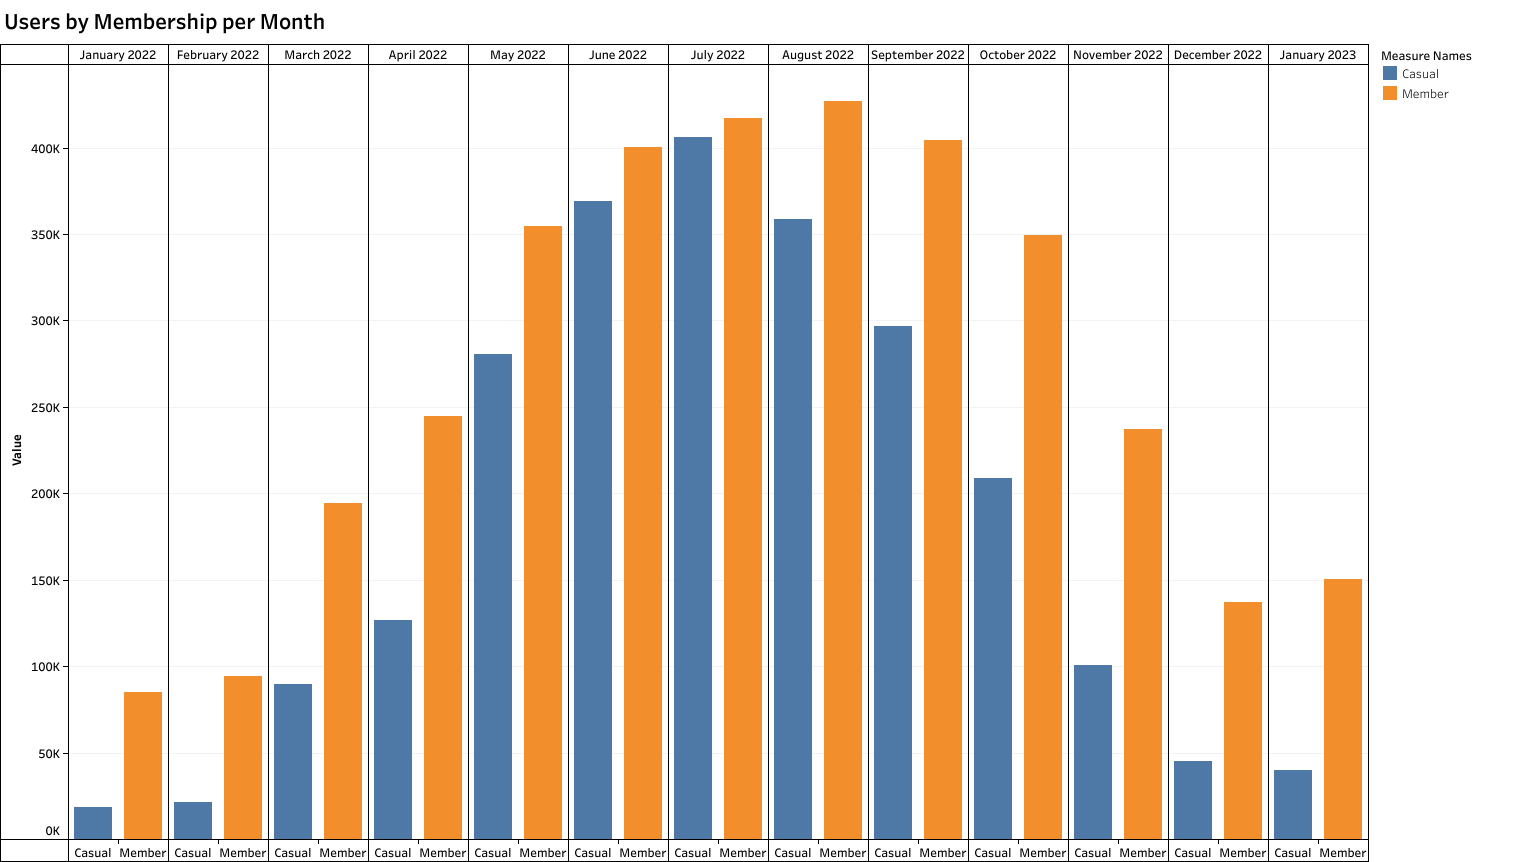 Users by Membership per Month
January 2022 February 2022 March 2022 April 2022 May 2022 June 2022 July 2022 August 2022 September 2022 October 2022 November 2022 December 2022 January 2023
Measure Names
Casual
Member
400K
350K
300K
250K
200K
150K
100K
50K
0K
Value
Casual Member Casual Member Casual Member Casual Member Casual Member Casual Member Casual Member Casual Member Casual Member Casual Member Casual Member Casual Member Casual Member